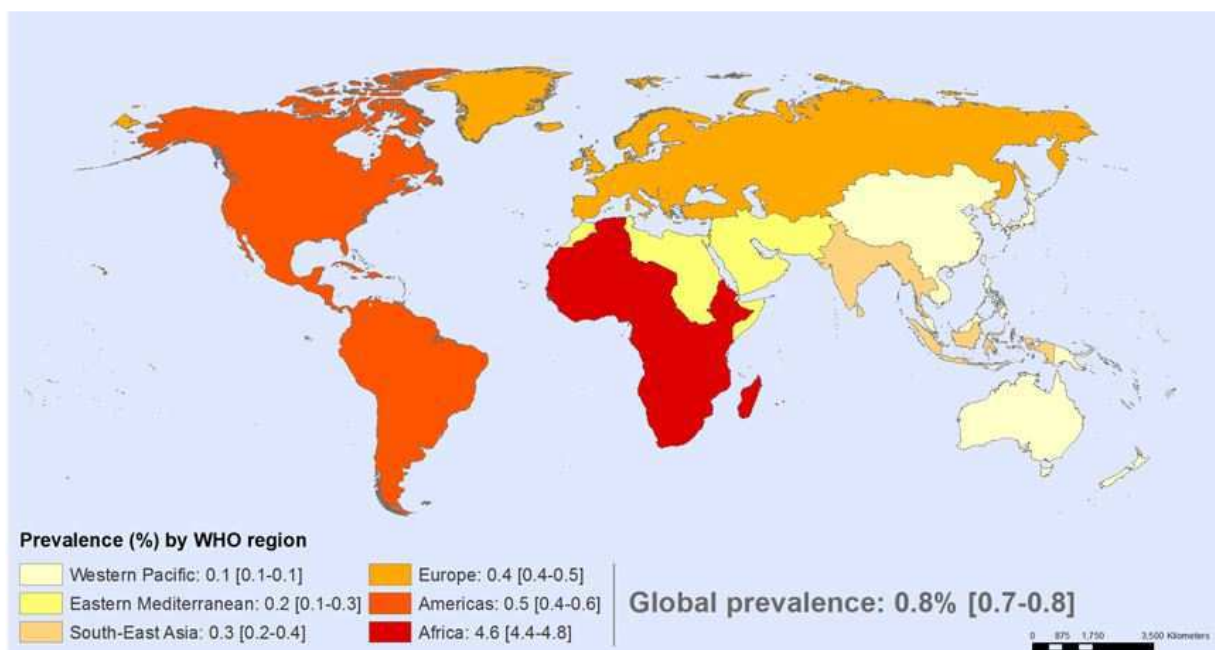 Prevalence (%) by WHO region
Western Pacific: 0.1 [0.1-0.1]
Eastern Mediterranean: 0.2 [0.1-0.3]
South-East Asia: 0.3 [0.2-0.4]
Europe: 0.4 [0.4-0.5]
Americas: 0.5 [0.4-0.6]
Africa: 4.6 [4.4-4.8]
Global prevalence: 0.8% [0.7-0.8]
0 875 1,750 3,500 Kilometers